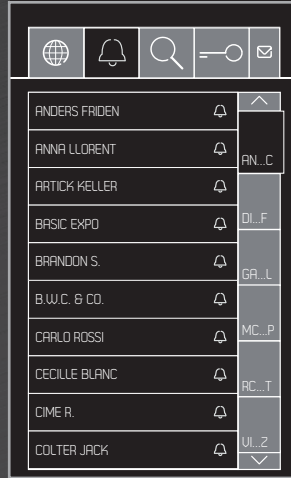 ANDERS FRIDEN
ANNA LLORENT
ARTICK KELLER
BASIC EXPO
BRANDON S.
B.W.C. & CO.
CARLO ROSSI
CECILLE BLANC
CIME R.
COLTER JACK
AN...C
DI...F
GA...L
MC...P
RC...T
VI...Z